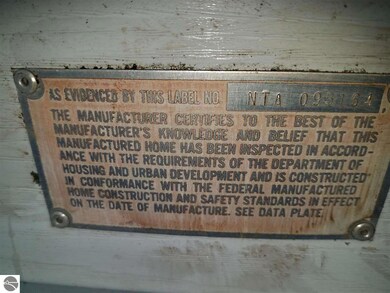 AS EVIDENCED BY THIS LABEL NO. NTA
THE MANUFACTURER CERTIFIES TO THE BEST OF THE
MANUFACTURER'S KNOWLEDGE AND BELIEF THAT THIS
MANUFACTURED HOME HAS BEEN INSPECTED IN ACCORD-
ANCE WITH THE REQUIREMENTS OF THE DEPARTMENT OF
HOUSING AND URBAN DEVELOPMENT AND IS CONSTRUCTED
IN CONFORMANCE WITH THE FEDERAL MANUFACTURED
HOME CONSTRUCTION AND SAFETY STANDARDS IN EFFECT
ON THE DATE OF MANUFACTURE. SEE DATA PLATE.